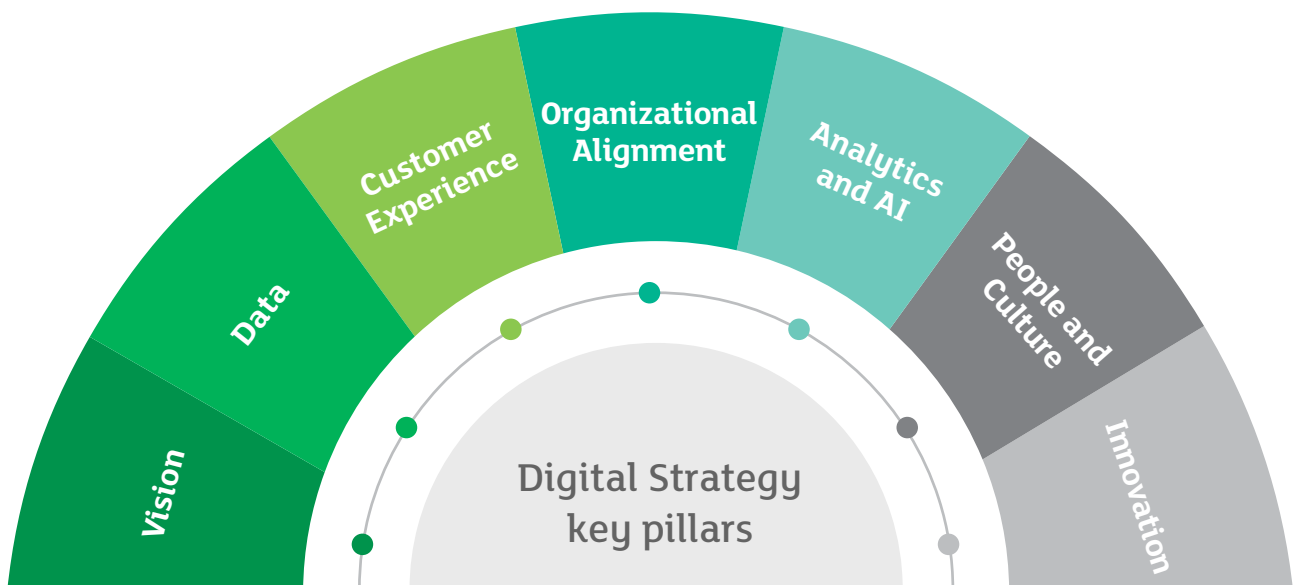 Vision
Data
Customer
Experience
Organizational
Alignment
Analytics
and AI
People and
Culture
Innovation
Digital Strategy
key pillars